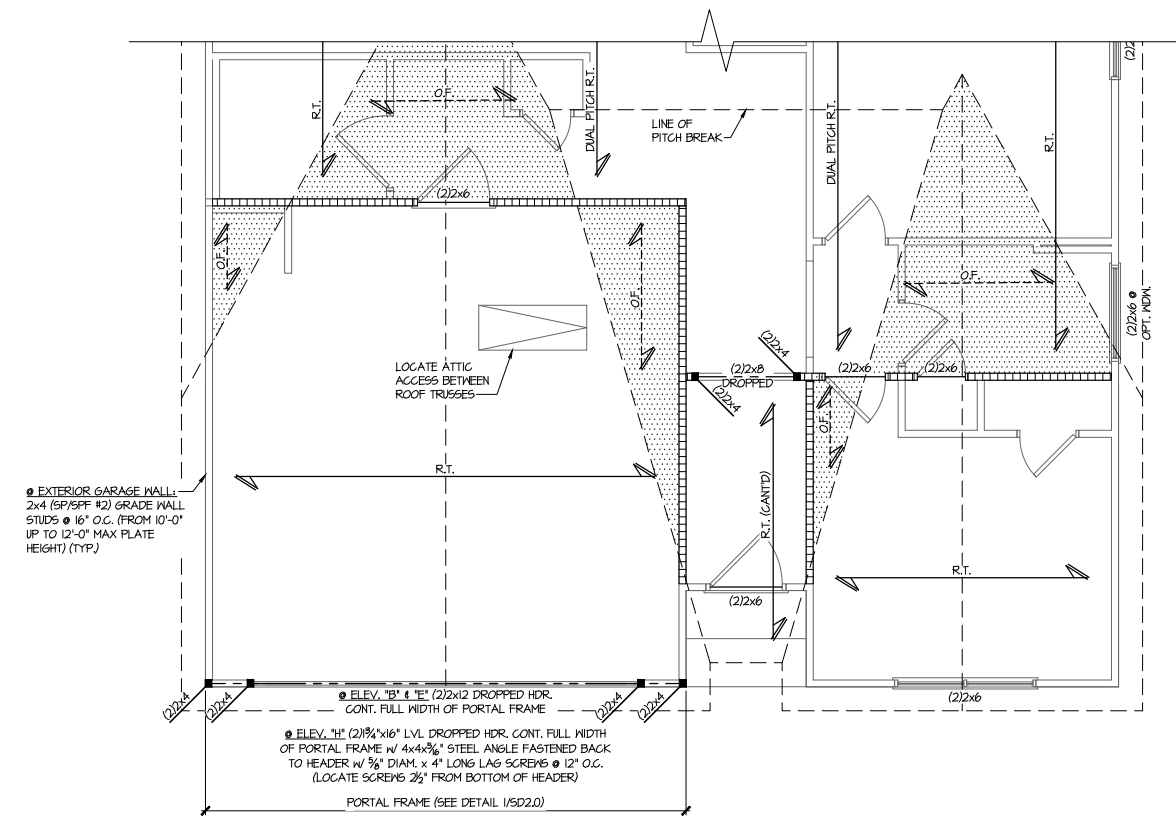 (2)2
R.T.
O.F.
DUAL PITCH R.T.
LINE OF
PITCH BREAK
DUAL PITCH R.T.
R.T.
(2)2x6
O.F.
O.F.
O.F.
(2)2x6 @
OPT. WDW.
LOCATE ATTIC
ACCESS BETWEEN
ROOF TRUSSES
(2)2x4
(2)2x8
DROPPED
(2)2x4
(2)2x6
(2)2x6
O.F.
R.T.
R.T. (CANT'D)
@ EXTERIOR GARAGE WALL:
2x4 (SP/SPF #2) GRADE WALL
STUDS @ 16" O.C. (FROM 10'-0"
UP TO 12'-0" MAX PLATE
HEIGHT) (TYP.)
R.T.
(2)2x6
(2)2x4
(2)2x4
@ ELEV. "B" & "E" (2)2x12 DROPPED HDR.
CONT. FULL WIDTH OF PORTAL FRAME
(2)2x4
(2)2x4
(2)2x6
@ ELEV. "H" (2)1¾"x16" LVL DROPPED HDR. CONT. FULL WIDTH
OF PORTAL FRAME W/ 4x4x5/16" STEEL ANGLE FASTENED BACK
TO HEADER W/ ⅝" DIAM. x 4" LONG LAG SCREWS @ 12" O.C.
(LOCATE SCREWS 2½" FROM BOTTOM OF HEADER)
PORTAL FRAME (SEE DETAIL 1/SD2.0)